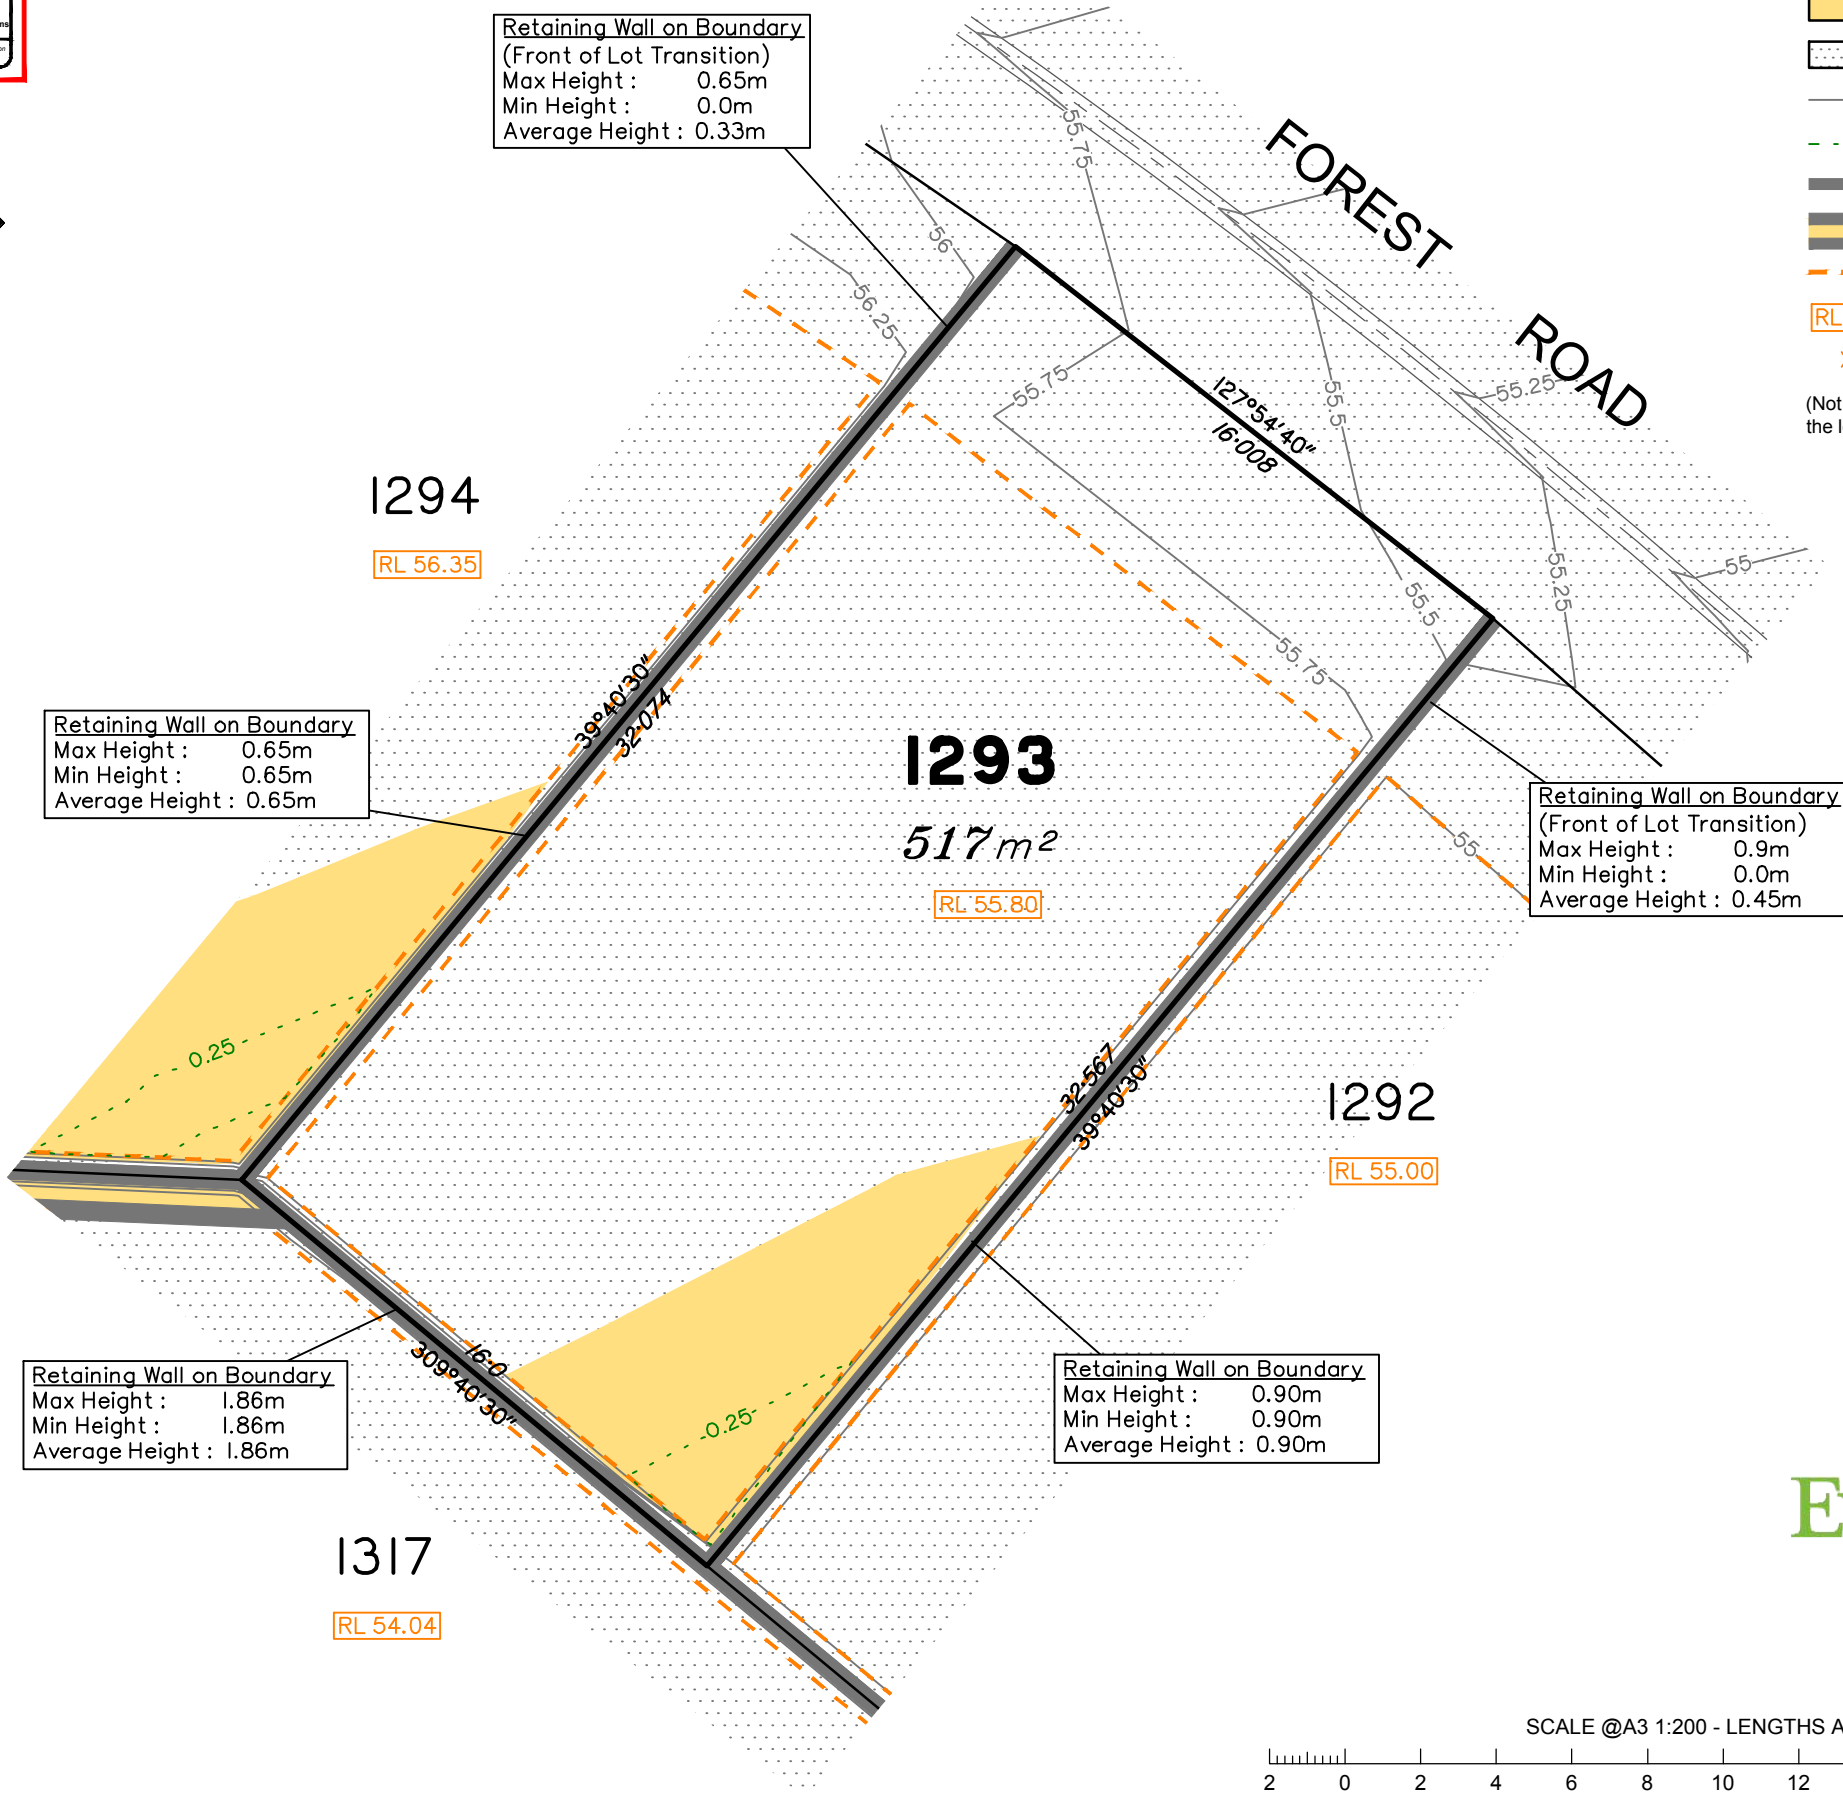 Retaining Wall on Boundary
(Front of Lot Transition)
Max Height : 0.65m
Min Height : 0.0m
Average Height : 0.33m
FOREST
ROAD
55.75
56
56.25
55.75
127°54'40"
16·008
55.5
55.25
55.25
55
55.5
55.75
1294
RL 56.35
39°40'30"
32·074
Retaining Wall on Boundary
Max Height : 0.65m
Min Height : 0.65m
Average Height : 0.65m
1293
517m²
RL 55.80
Retaining Wall on Boundary
(Front of Lot Transition)
Max Height : 0.9m
Min Height : 0.0m
Average Height : 0.45m
55
0.25
32·567
39°40'30"
1292
RL 55.00
16·0
309°40'30"
0.25
Retaining Wall on Boundary
Max Height : 1.86m
Min Height : 1.86m
Average Height : 1.86m
Retaining Wall on Boundary
Max Height : 0.90m
Min Height : 0.90m
Average Height : 0.90m
1317
RL 54.04
RL
(Not
the l
SCALE @A3 1:200 - LENGTHS A
2 0 2 4 6 8 10 12